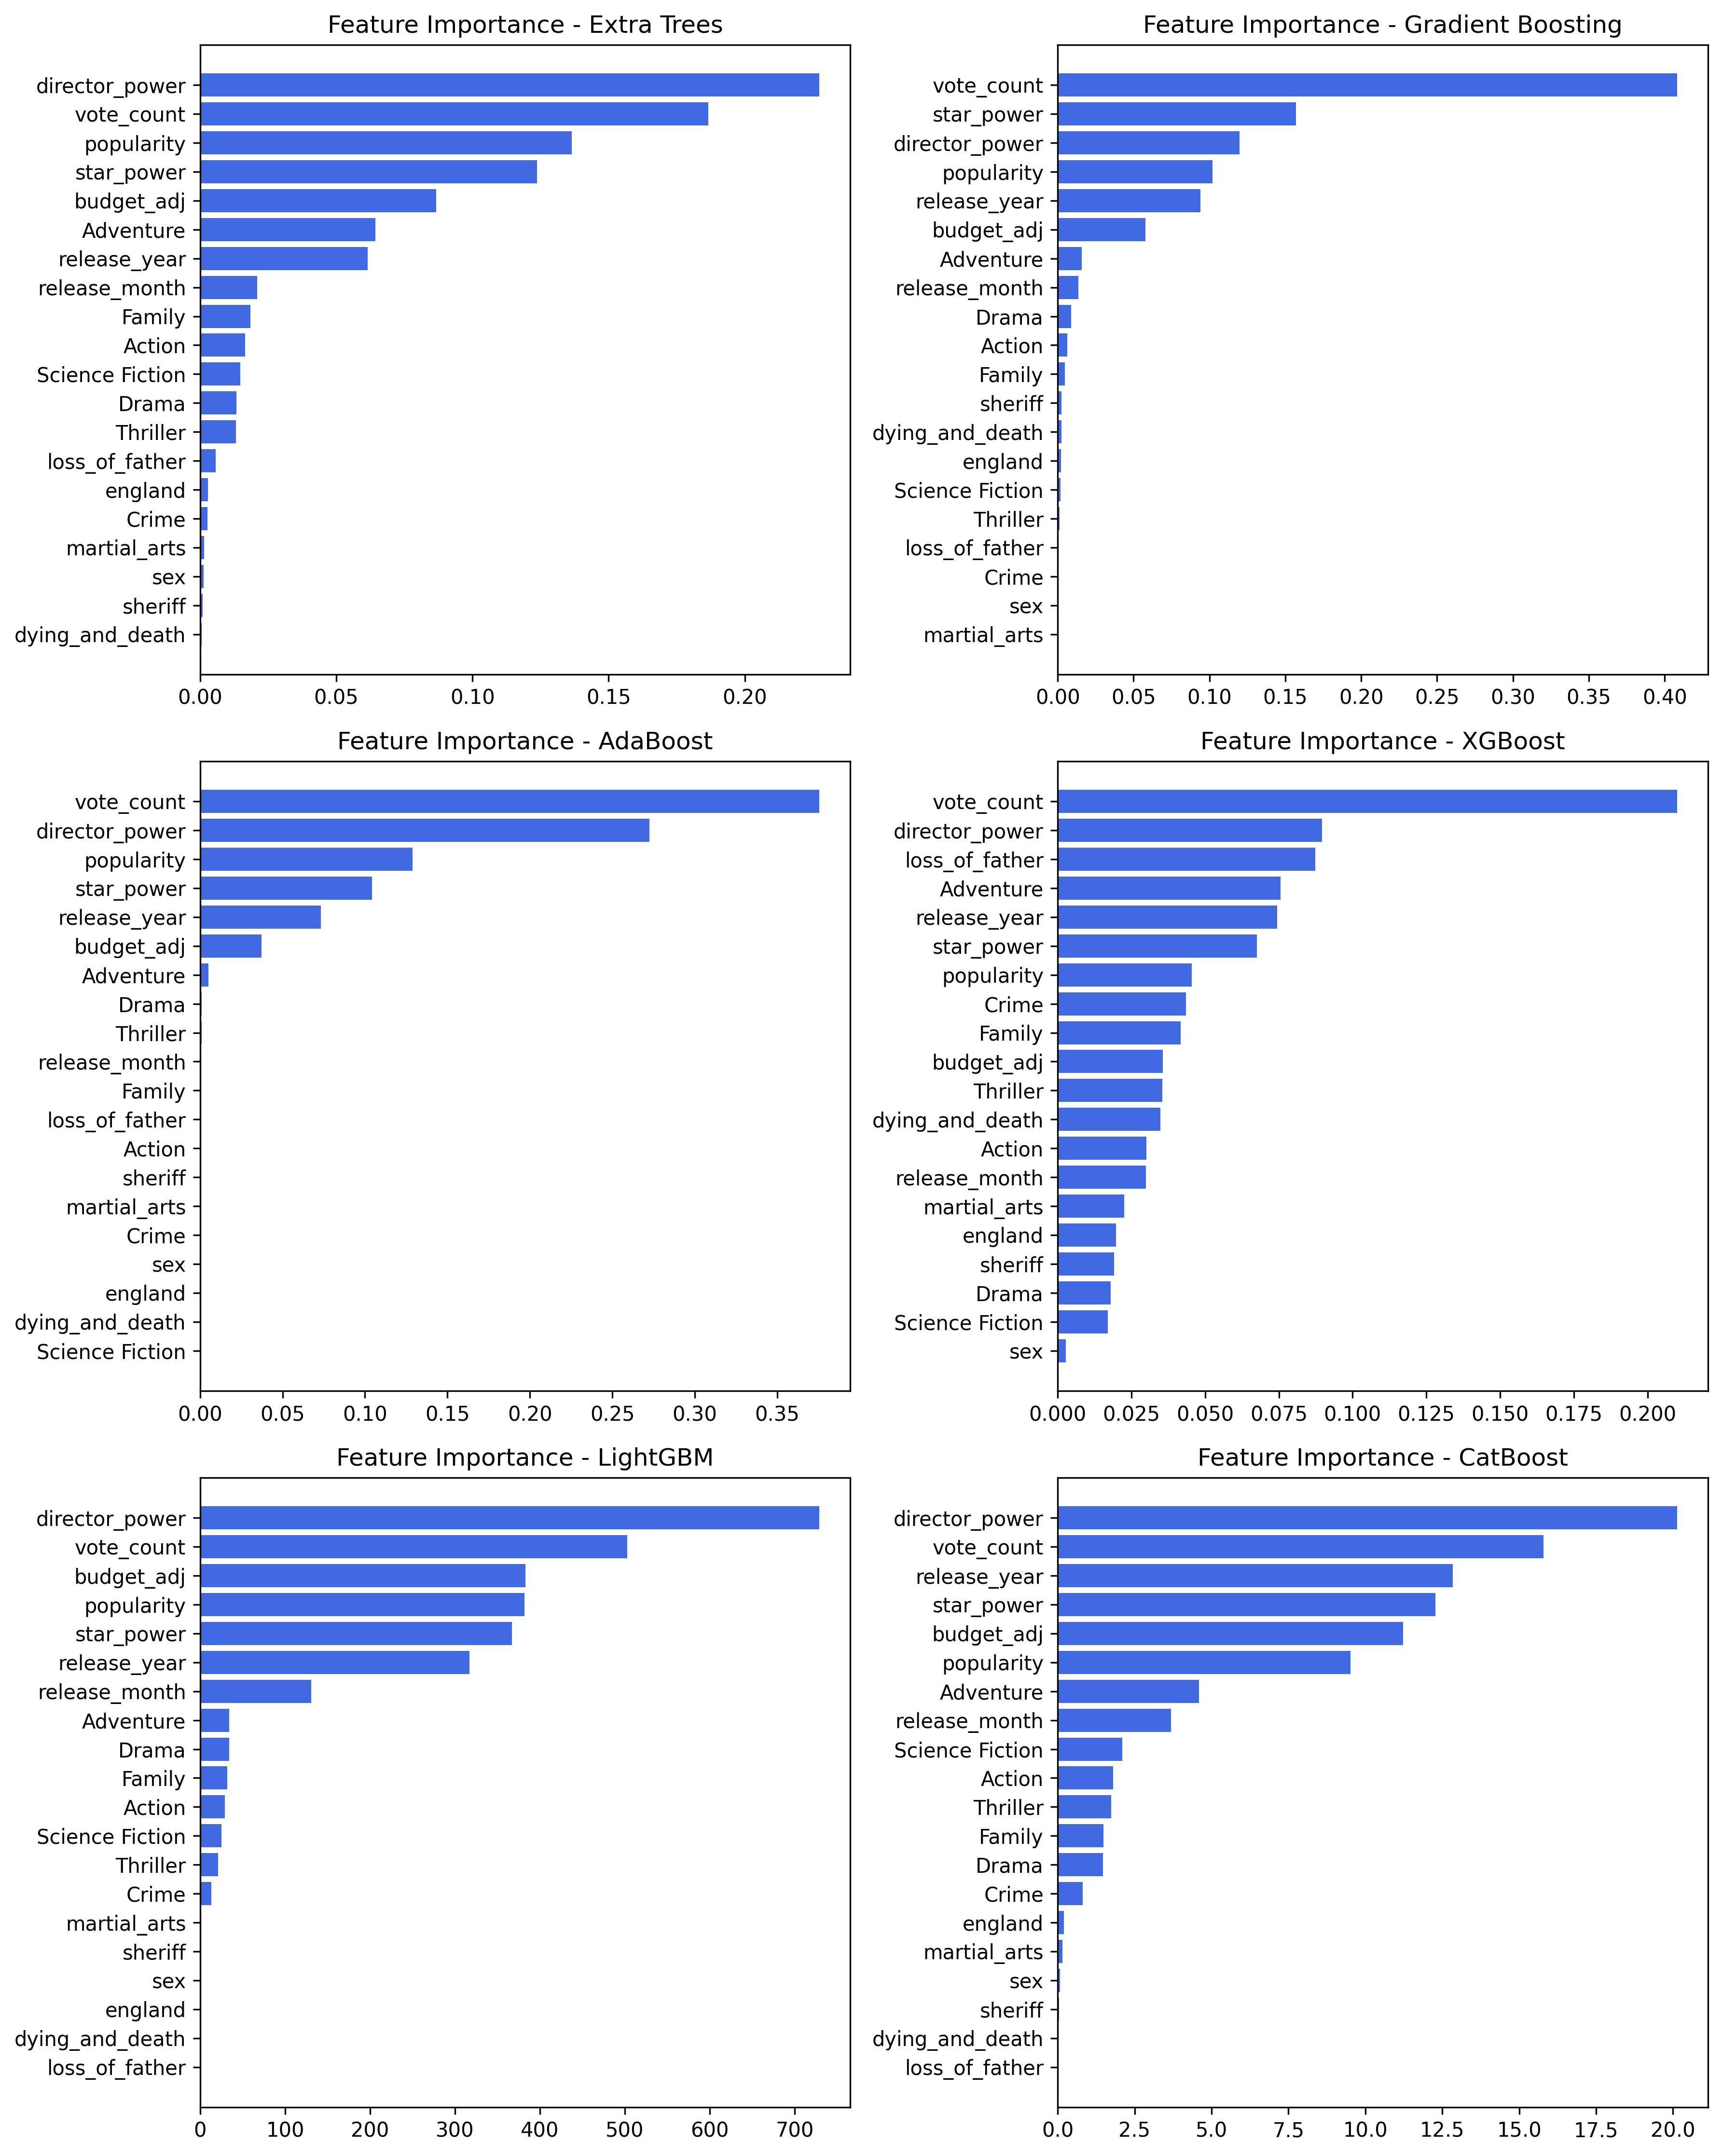 Feature Importance - Extra Trees
director_power
vote_count
popularity
star_power
budget_adj
Adventure
release_year
release_month
Family
Action
Science Fiction
Drama
Thriller
loss_of_father
england
Crime
martial_arts
sex
sheriff
dying_and_death
0.00 0.05 0.10 0.15 0.20
Feature Importance - Gradient Boosting
vote_count
star_power
director_power
popularity
release_year
budget_adj
Adventure
release_month
Drama
Action
Family
sheriff
dying_and_death
england
Science Fiction
Thriller
loss_of_father
Crime
sex
martial_arts
0.00 0.05 0.10 0.15 0.20 0.25 0.30 0.35 0.40
Feature Importance - AdaBoost
vote_count
director_power
popularity
star_power
release_year
budget_adj
Adventure
Drama
Thriller
release_month
Family
loss_of_father
Action
sheriff
martial_arts
Crime
sex
england
dying_and_death
Science Fiction
0.00 0.05 0.10 0.15 0.20 0.25 0.30 0.35
Feature Importance - XGBoost
vote_count
director_power
loss_of_father
Adventure
release_year
star_power
popularity
Crime
Family
budget_adj
Thriller
dying_and_death
Action
release_month
martial_arts
england
sheriff
Drama
Science Fiction
sex
0.000 0.025 0.050 0.075 0.100 0.125 0.150 0.175 0.200
Feature Importance - LightGBM
director_power
vote_count
budget_adj
popularity
star_power
release_year
release_month
Adventure
Drama
Family
Action
Science Fiction
Thriller
Crime
martial_arts
sheriff
sex
england
dying_and_death
loss_of_father
0 100 200 300 400 500 600 700
Feature Importance - CatBoost
director_power
vote_count
release_year
star_power
budget_adj
popularity
Adventure
release_month
Science Fiction
Action
Thriller
Family
Drama
Crime
england
martial_arts
sex
sheriff
dying_and_death
loss_of_father
0.0 2.5 5.0 7.5 10.0 12.5 15.0 17.5 20.0